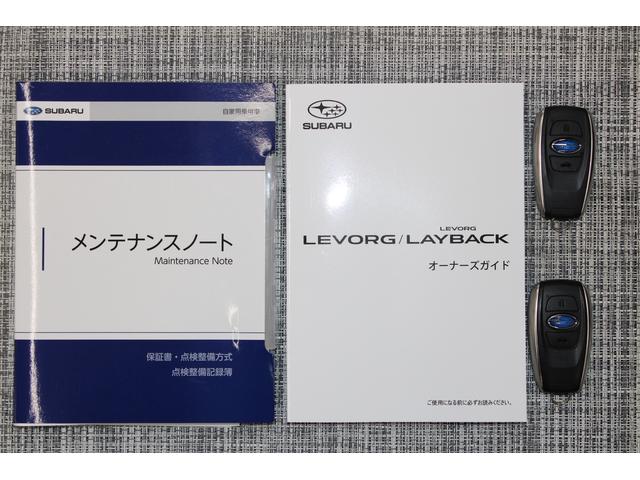 SUBARU
自家用乗用車
メンテナンスノート
Maintenance Note
保証書・点検整備方式
点検整備記録簿
SUBARU
LEVORG
LEVORG/LAYBACK
オーナーズガイド
ご使用になる前に必ずお読みください。